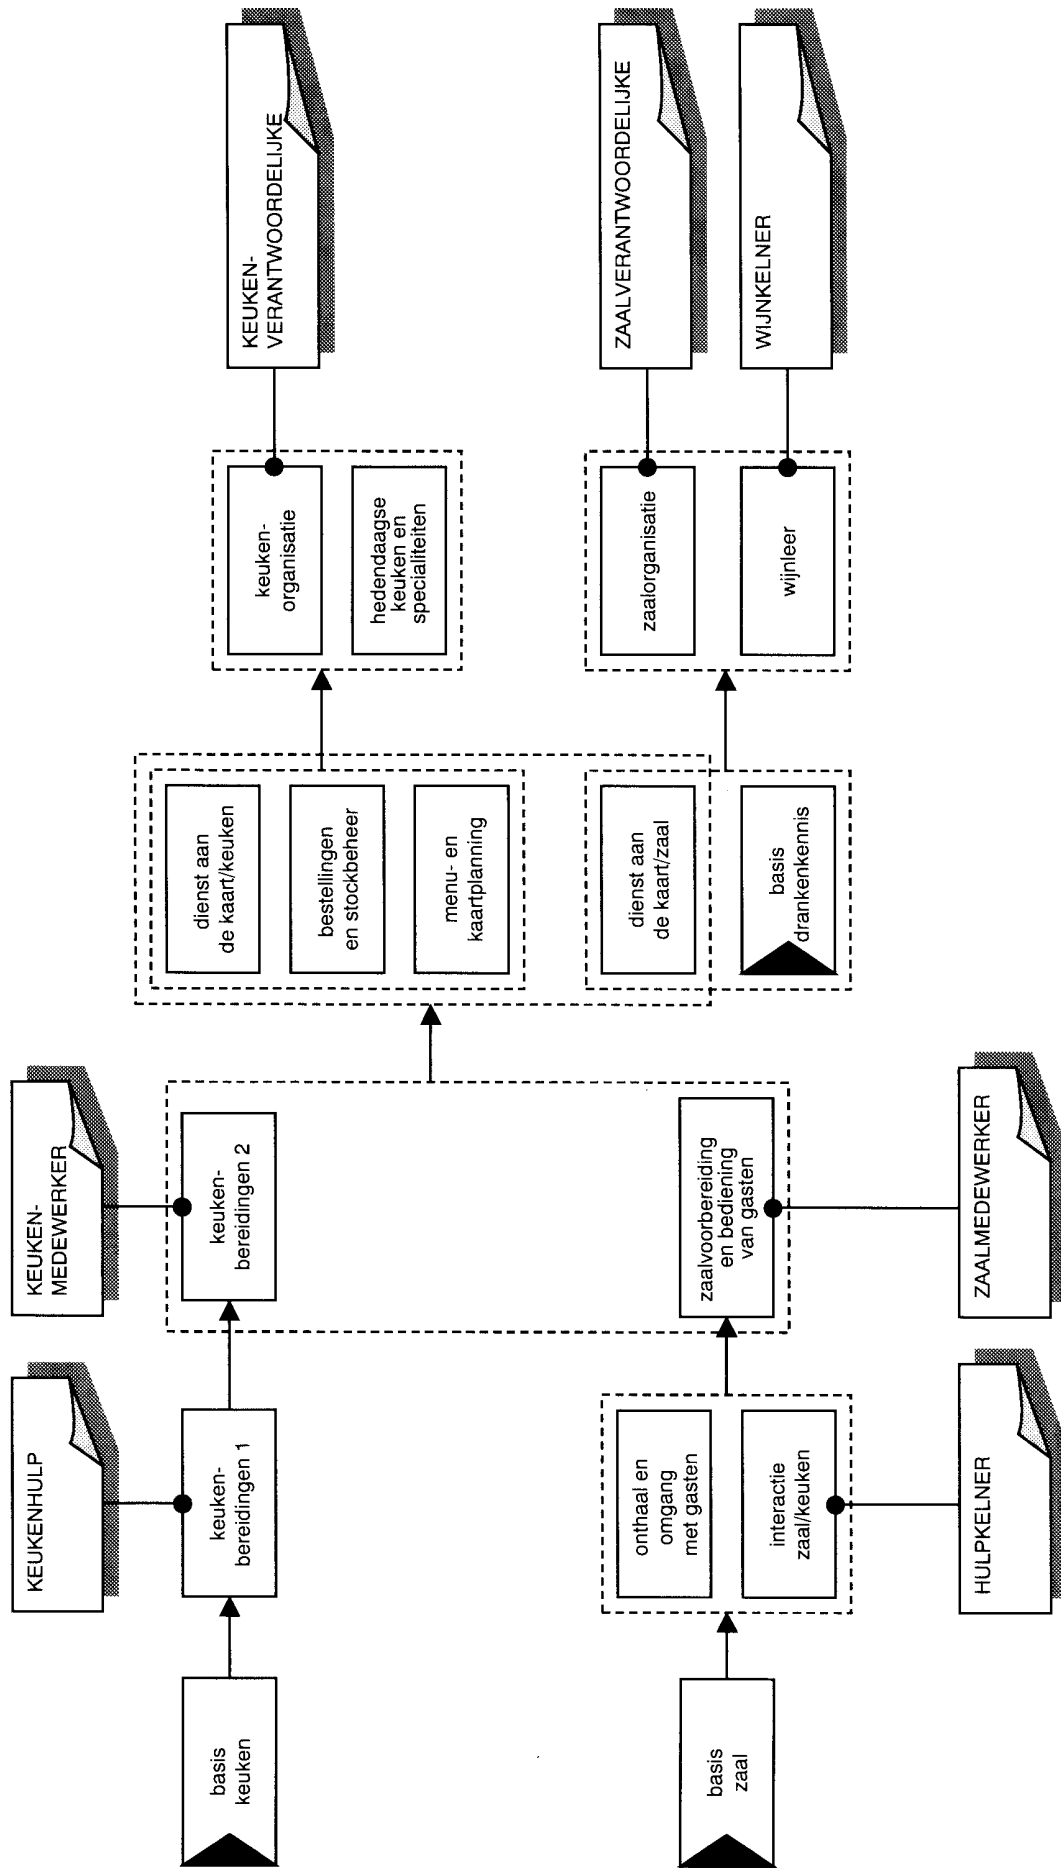 KEUKEN-
VERANTWOORDELIJKE
ZAALVERANTWOORDELIJKE
WIJNKELNER
keuken-
organisatie
hedendaagse
keuken en
specialiteiten
zaalorganisatie
wijnleer
dienst aan
de kaart/keuken
bestellingen
en stockbeheer
menu- en
kaartplanning
dienst aan
de kaart/zaal
basis
drankenkennis
KEUKEN-
MEDEWERKER
keuken-
bereidingen 2
zaalvoorbereiding
en bediening
van gasten
ZAALMEDEWERKER
KEUKENHULP
keuken-
bereidingen 1
onthaal en
omgang
met gasten
interactie
zaal/keuken
HULPKELNER
basis
keuken
basis
zaal